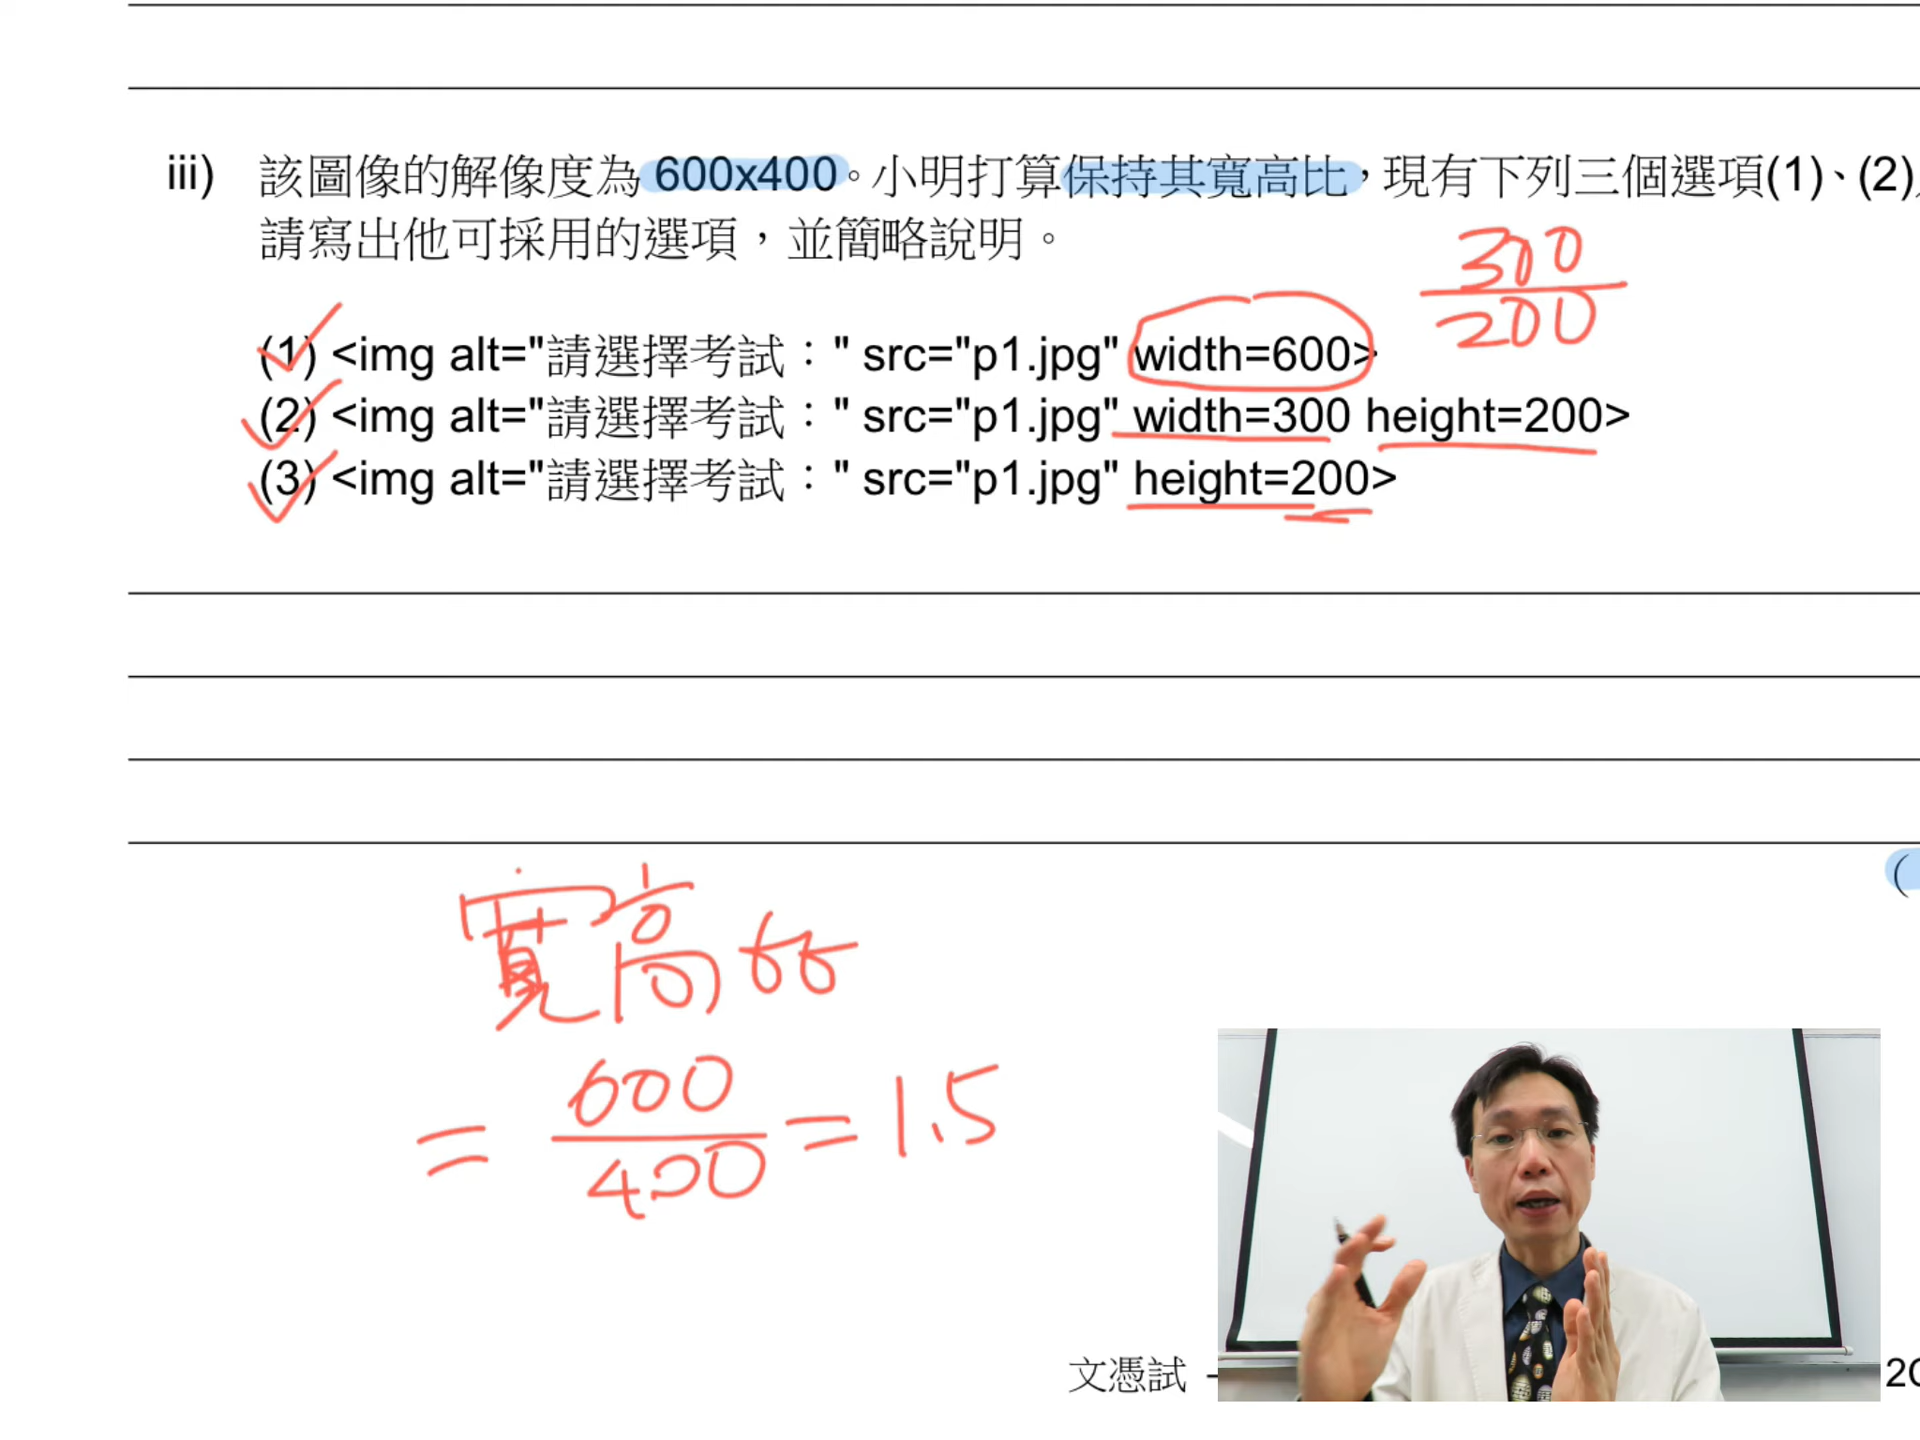 iii) 該圖像的解像度為 600x400。小明打算保持其寬高比，現有下列三個選項(1)、(2)
請寫出他可採用的選項，並簡略說明。
300
200
(1) <img alt="請選擇考試：" src="p1.jpg" width=600>
(2) <img alt="請選擇考試：" src="p1.jpg" width=300 height=200>
(3) <img alt="請選擇考試：" src="p1.jpg" height=200>
(
寬高比
= 600/400 = 1.5
文憑試 -
20